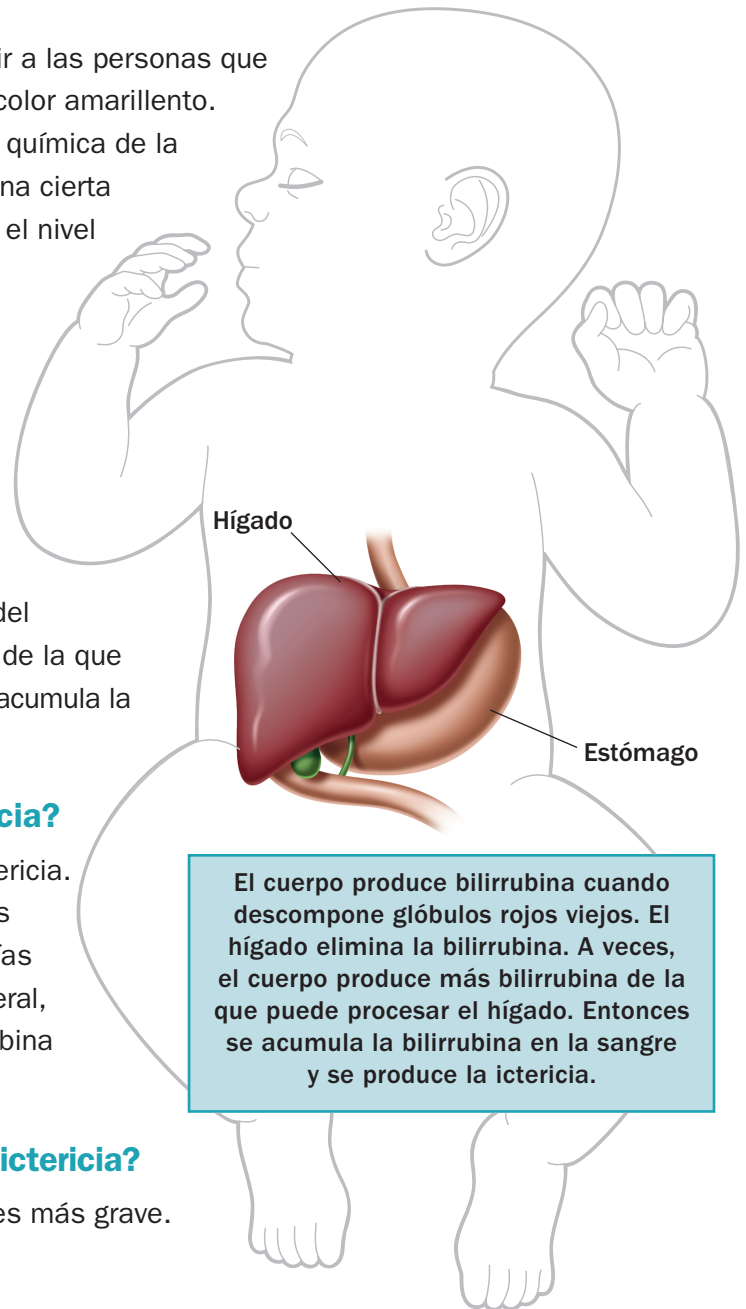 ir a las personas que
color amarillento.
química de la
na cierta
el nivel
Hígado
del
de la que
acumula la
Estómago
cia?
ericia.
s
ías
eral,
bina
El cuerpo produce bilirrubina cuando
descompone glóbulos rojos viejos. El
hígado elimina la bilirrubina. A veces,
el cuerpo produce más bilirrubina de la
que puede procesar el hígado. Entonces
se acumula la bilirrubina en la sangre
y se produce la ictericia.
ictericia?
es más grave.